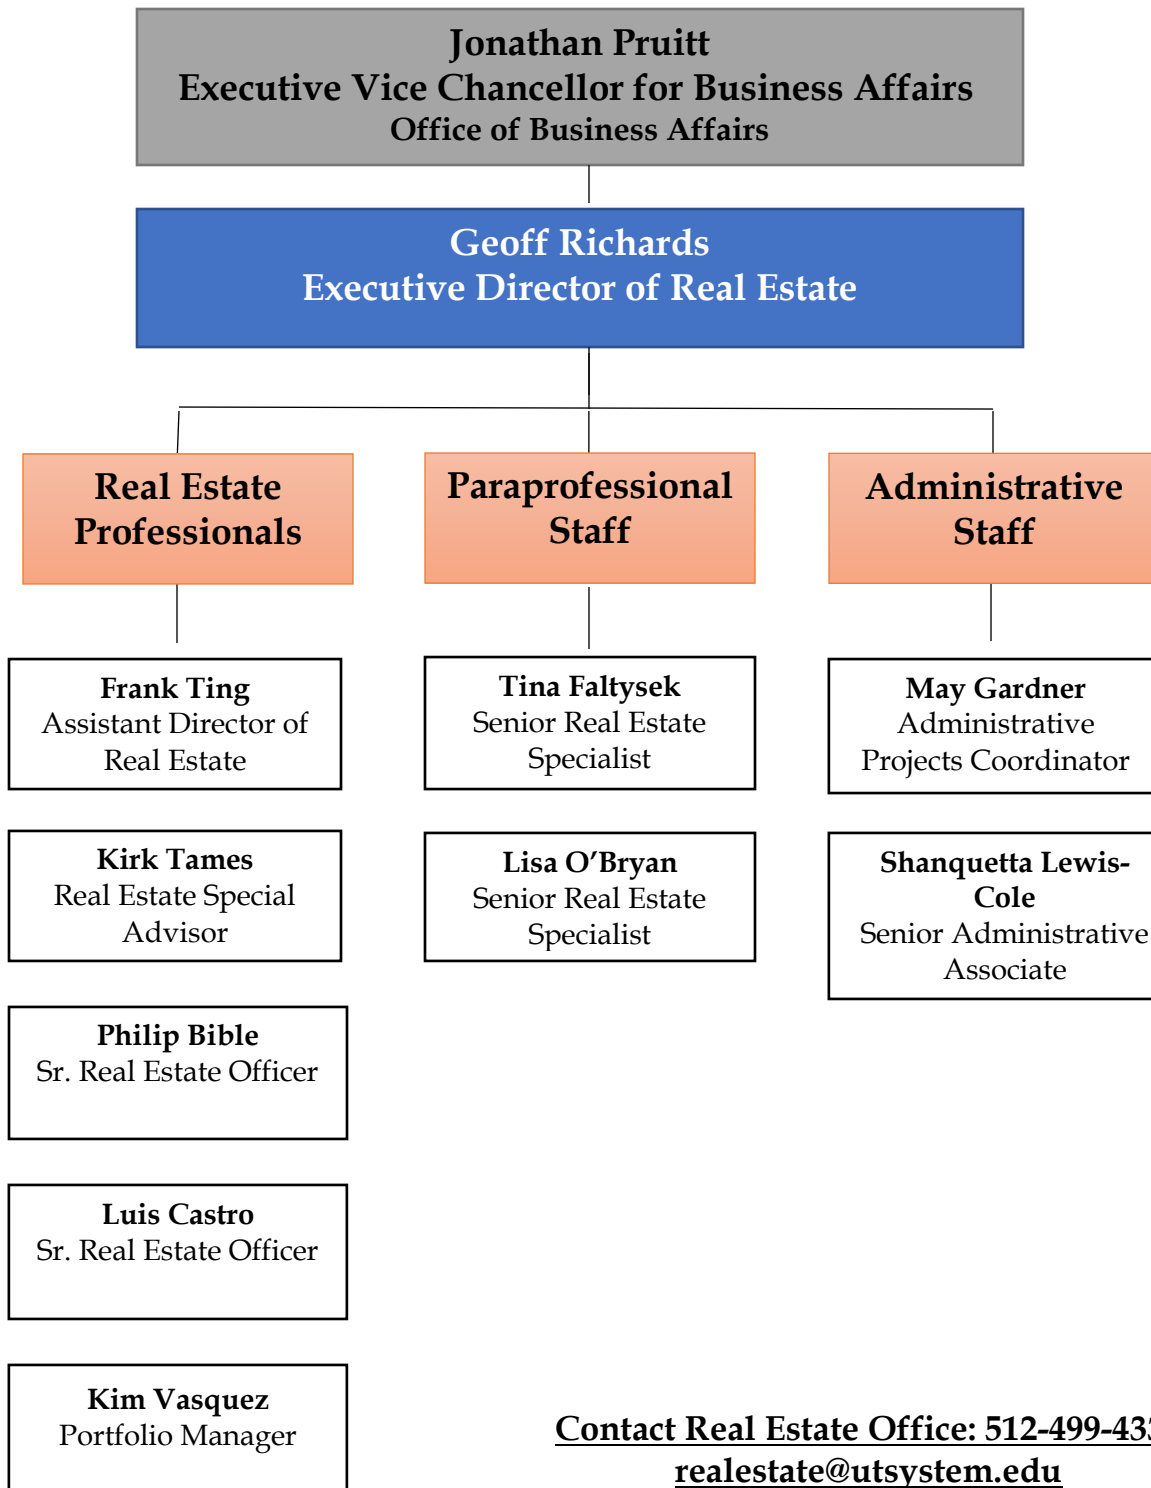 Jonathan Pruitt
Executive Vice Chancellor for Business Affairs
Office of Business Affairs
Geoff Richards
Executive Director of Real Estate
Real Estate
Professionals
Paraprofessional
Staff
Administrative
Staff
Frank Ting
Assistant Director of
Real Estate
Kirk Tames
Real Estate Special
Advisor
Philip Bible
Sr. Real Estate Officer
Luis Castro
Sr. Real Estate Officer
Kim Vasquez
Portfolio Manager
Tina Faltysek
Senior Real Estate
Specialist
Lisa O’Bryan
Senior Real Estate
Specialist
May Gardner
Administrative
Projects Coordinator
Shanquetta Lewis-
Cole
Senior Administrative
Associate
Contact Real Estate Office:
realestate@utsystem.edu